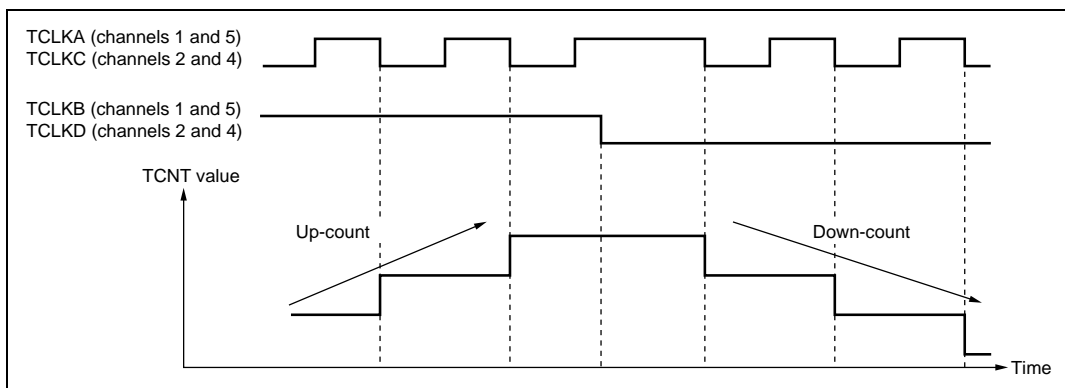 TCLKA (channels 1 and 5)
TCLKC (channels 2 and 4)
TCLKB (channels 1 and 5)
TCLKD (channels 2 and 4)
TCNT value
Up-count
Down-count
Time